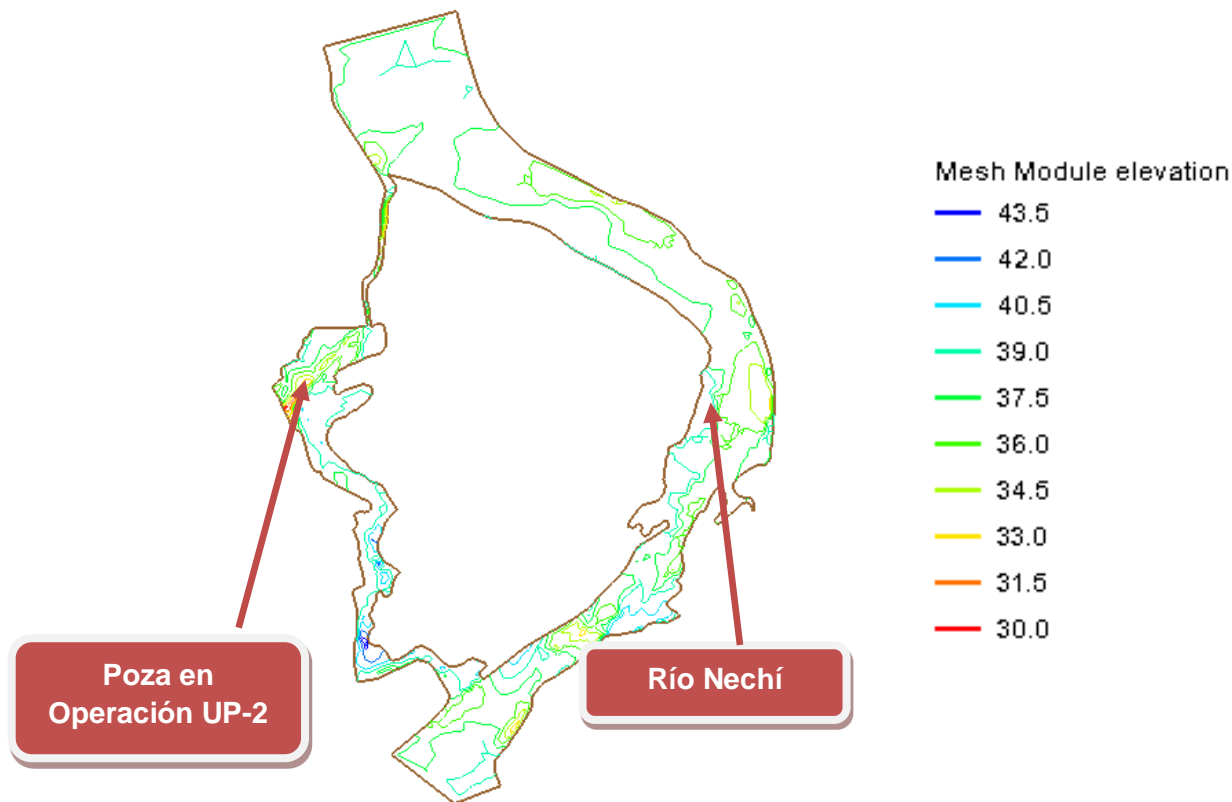 Mesh Module elevation
43.5
42.0
40.5
39.0
37.5
36.0
34.5
33.0
31.5
30.0
Poza en
Operación UP-2
Río Nechí